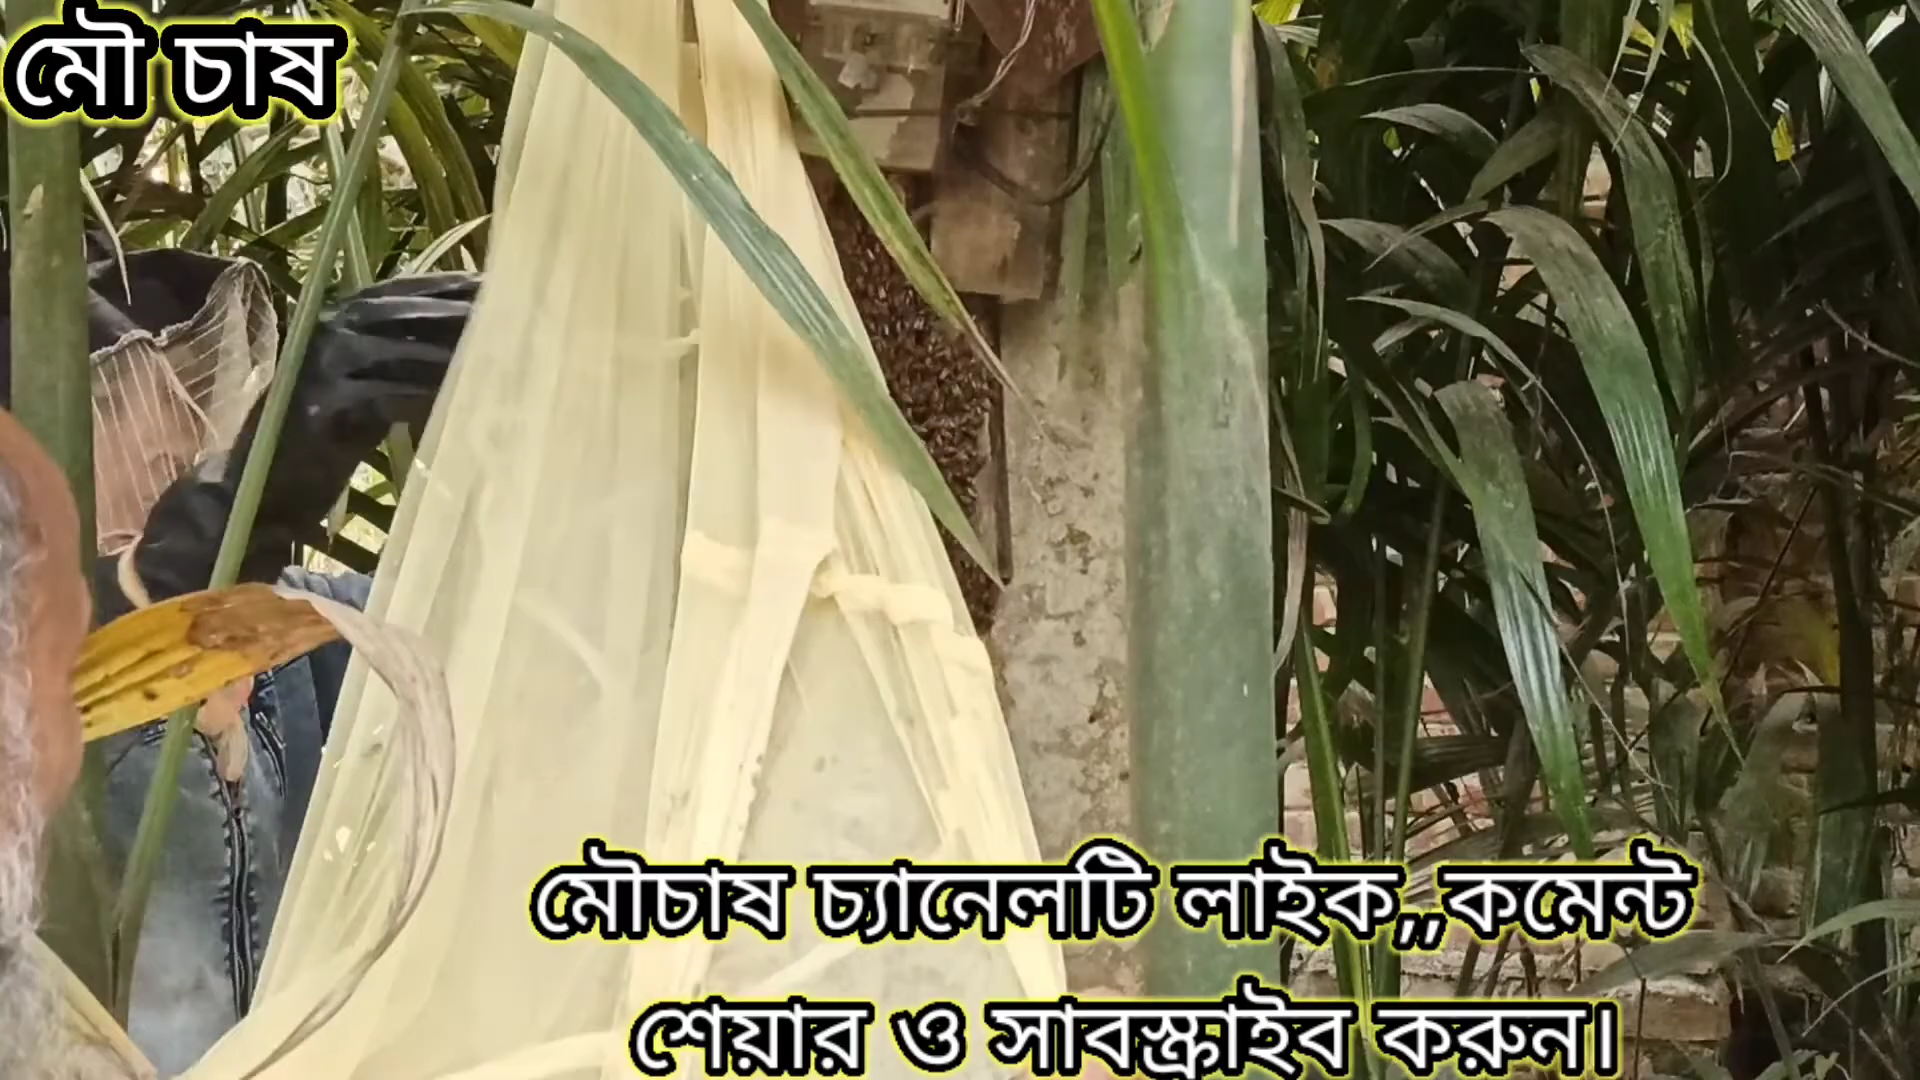 মৌ চাষ
মৌচাষ চ্যানেলটি লাইক,,কমেন্ট
শেয়ার ও সাবস্ক্রাইব করুন।